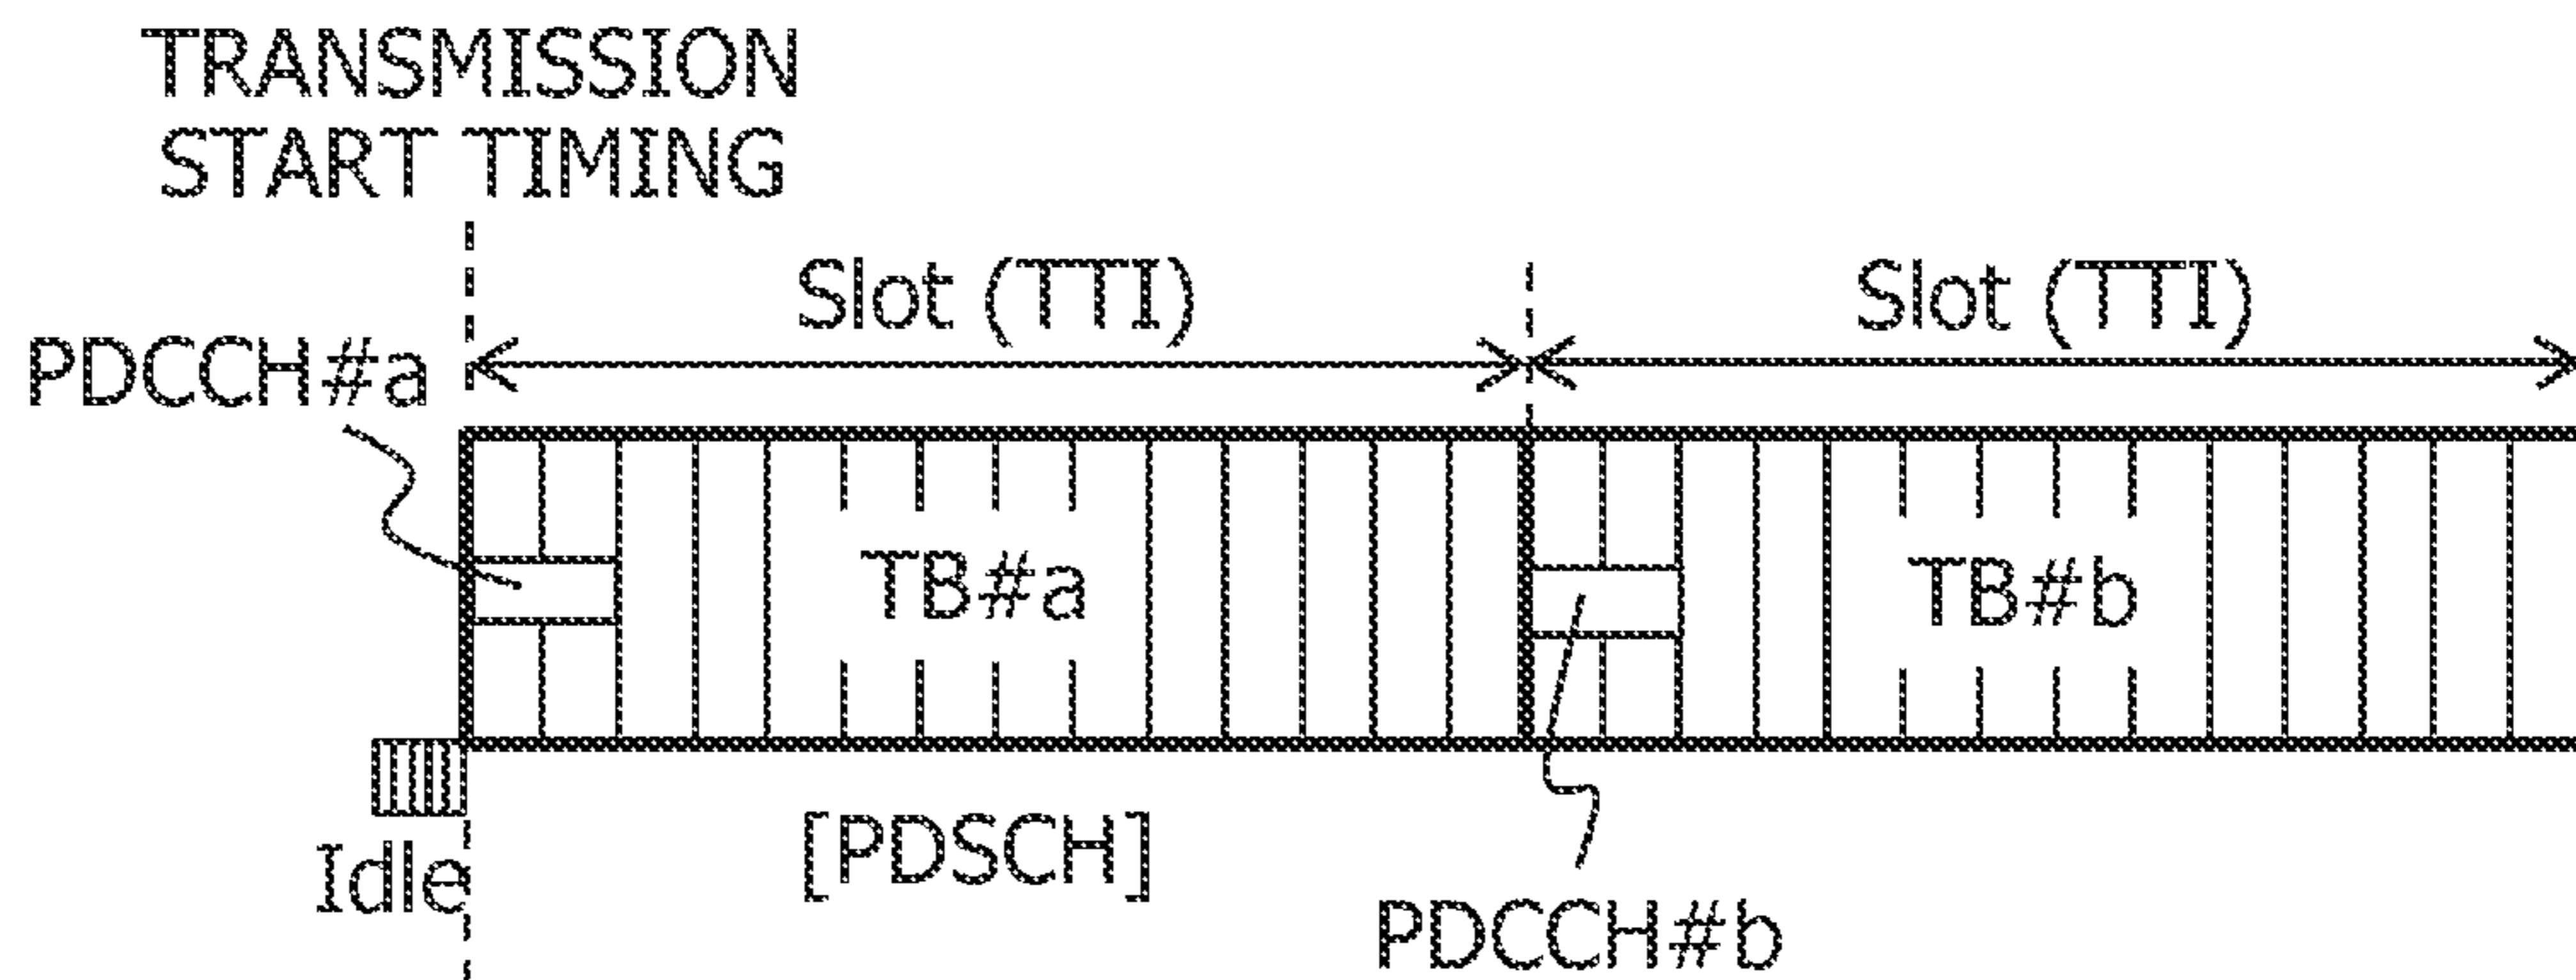 TRANSMISSION
START TIMING
Slot (TTI)
Slot (TTI)
PDCCH#a
TB#a
TB#b
Idle
[PDSCH]
PDCCH#b